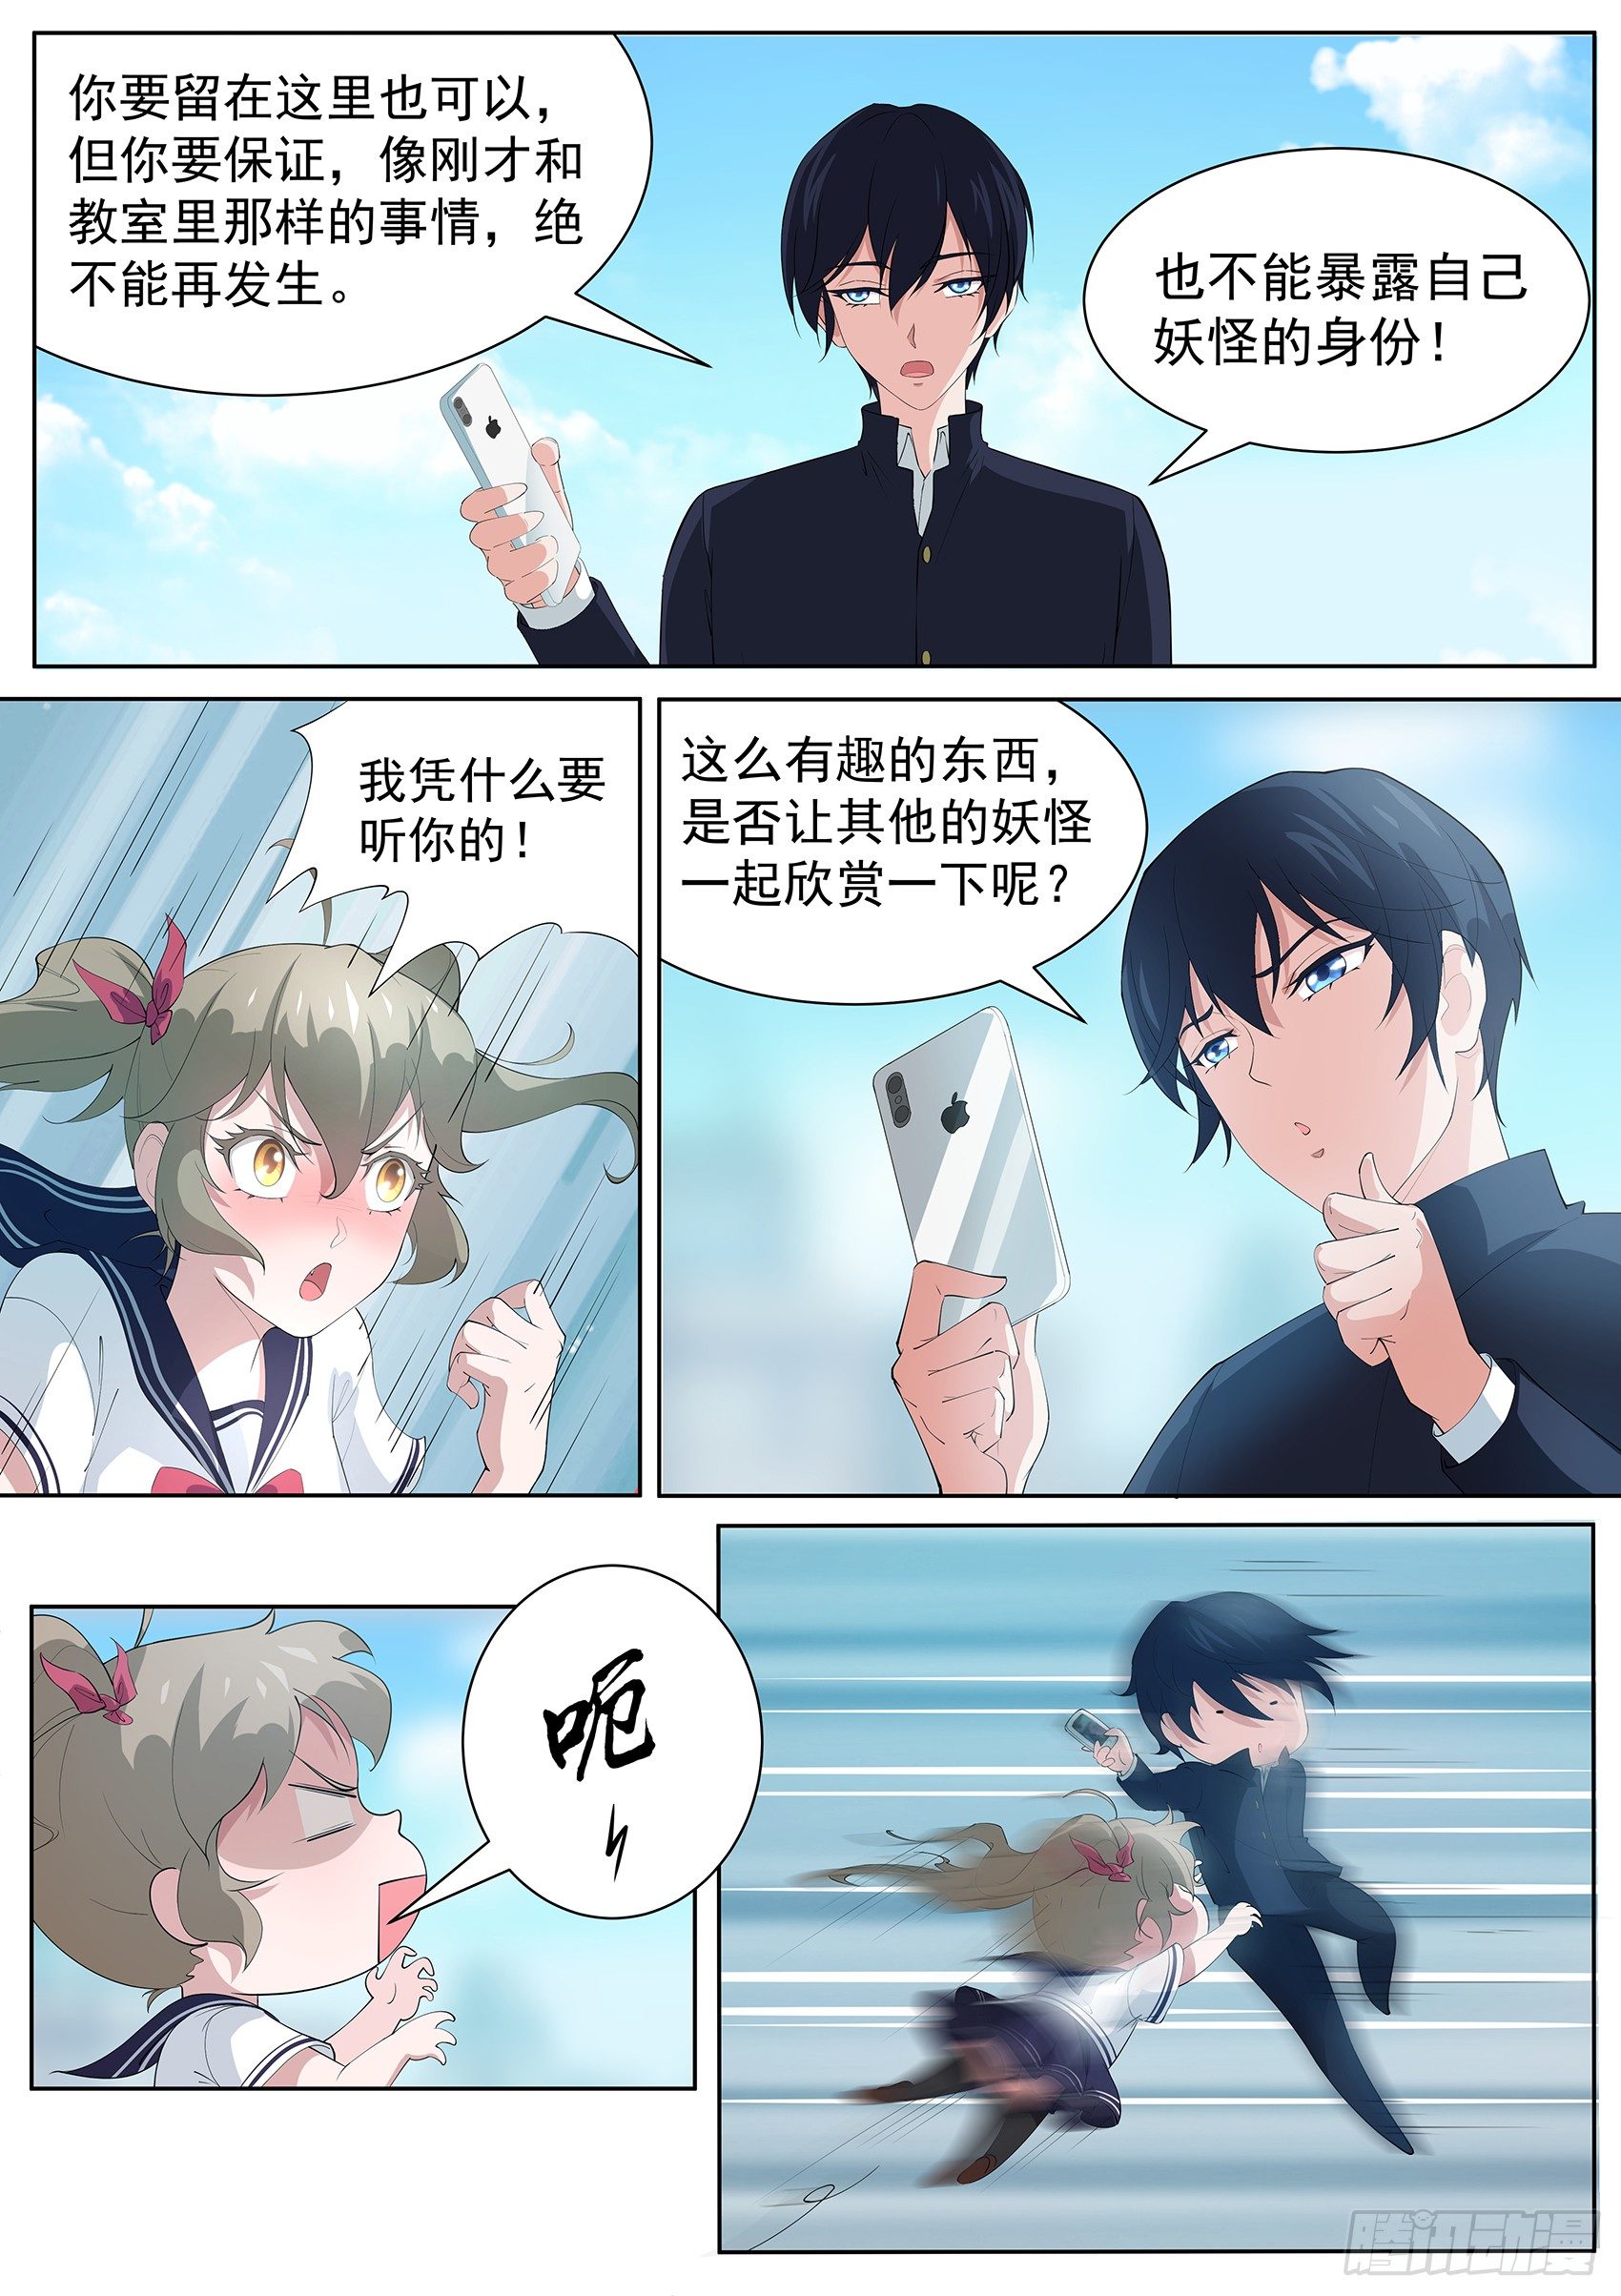 你要留在这里也可以，
但你要保证，像刚才和
教室里那样的事情，绝
不能再发生。
也不能暴露自己
妖怪的身份！
我凭什么要
听你的！
这么有趣的东西，
是否让其他的妖怪
一起欣赏一下呢？
呃
腾讯动漫